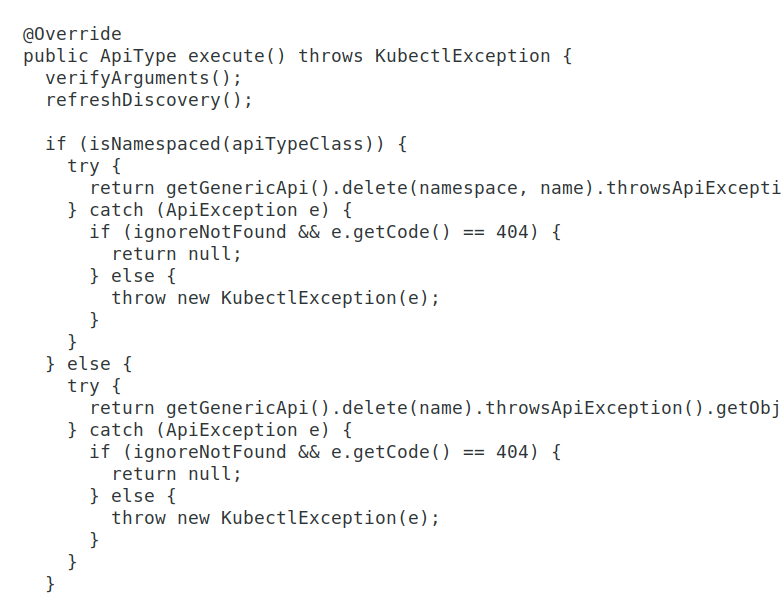 @Override
public ApiType execute() throws KubectlException {
  verifyArguments();
  refreshDiscovery();

  if (isNamespaced(apiTypeClass)) {
    try {
      return getGenericApi().delete(namespace, name).throwsApiExcepti
    } catch (ApiException e) {
      if (ignoreNotFound && e.getCode() == 404) {
        return null;
      } else {
        throw new KubectlException(e);
      }
    }
  } else {
    try {
      return getGenericApi().delete(name).throwsApiException().getObj
    } catch (ApiException e) {
      if (ignoreNotFound && e.getCode() == 404) {
        return null;
      } else {
        throw new KubectlException(e);
      }
    }
  }